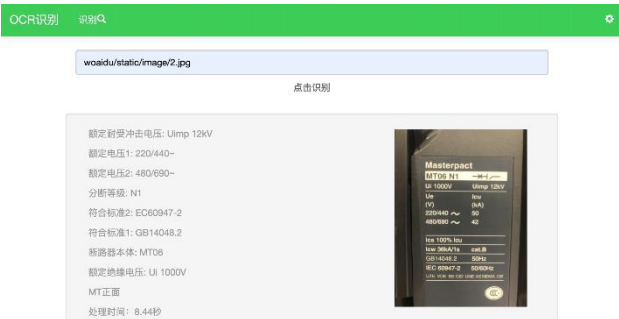 OCR识别 识别
woaidu/static/image/2.jpg
点击识别
额定耐受冲击电压: Uimp 12kV
额定电压1: 220/440~
额定电压2: 480/690~
分断等级: N1
符合标准2: EC60947-2
符合标准1: GB14048.2
断路器本体: MT06
额定绝缘电压: Ui 1000V
MT正面
处理时间: 8.44秒
Masterpact
MT06 N1
Ui 1000V Uimp 12kV
Ue Icu
(V) (kA)
220/440 ~ 50
480/690 ~ 42
Ics 100% Icu
Icw 36kA/1s cat.B
GB14048.2 50Hz
IEC 60947-2 50/60Hz